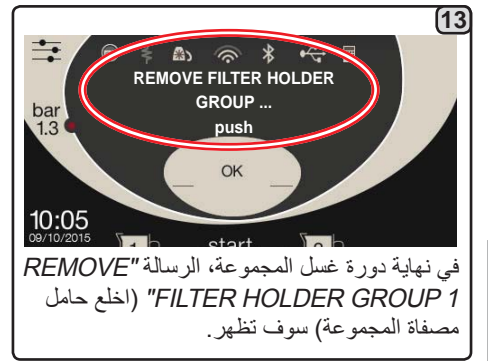 13
REMOVE FILTER HOLDER
GROUP ...
push
bar
1.3
OK
10:05
09/10/2015
1
start
2
في نهاية دورة غسل المجموعة، الرسالة "REMOVE
FILTER HOLDER GROUP 1" (اخلع حامل
مصفاة المجموعة) سوف تظهر.